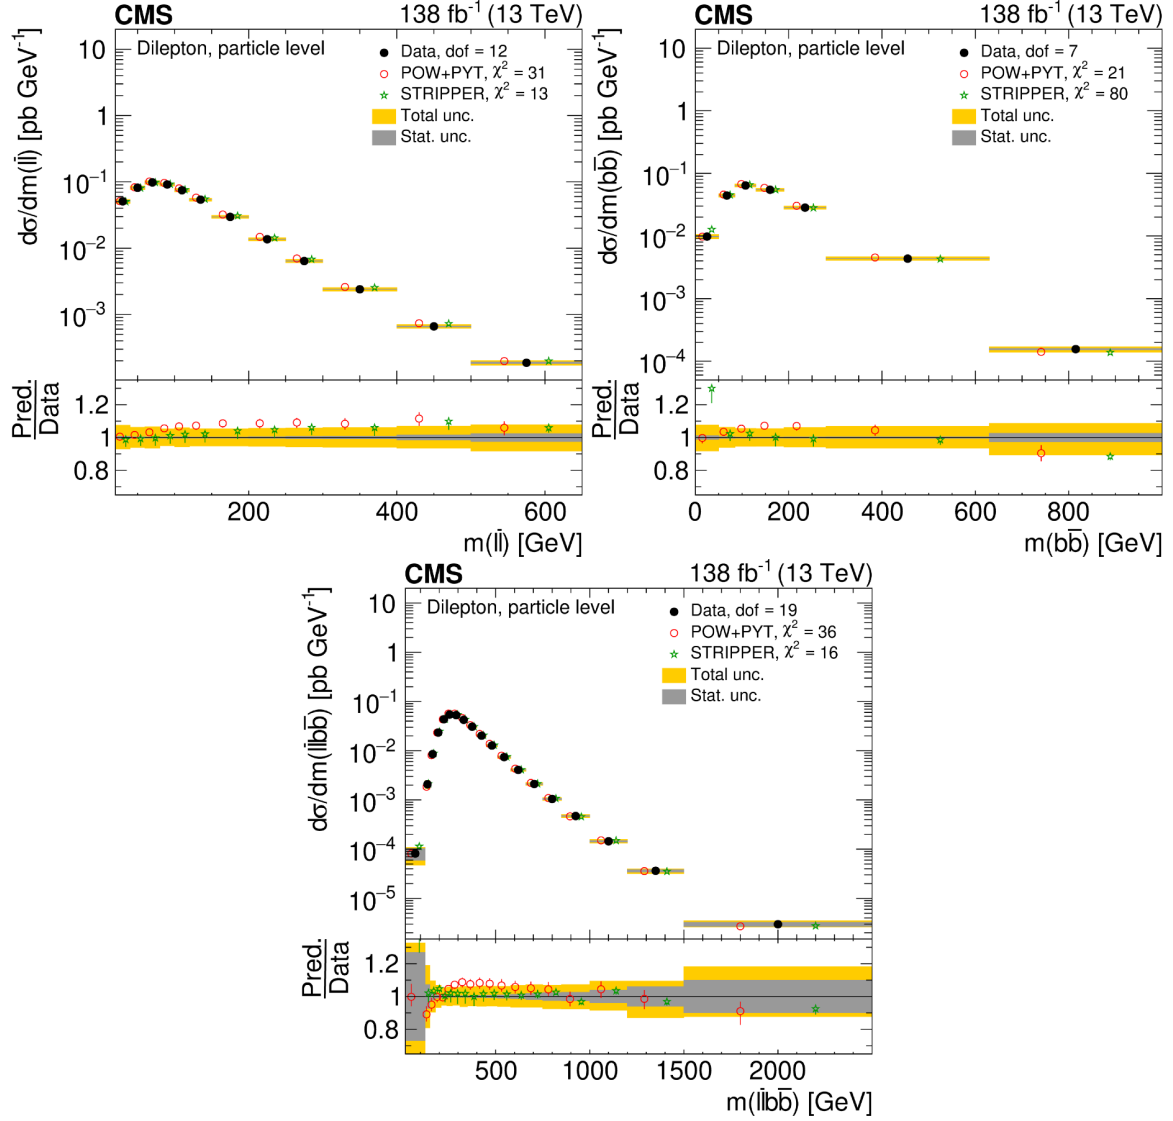 CMS 138 fb⁻¹ (13 TeV)
Dilepton, particle level
Data, dof = 12
POW+PYT, χ² = 31
STRIPPER, χ² = 13
Total unc.
Stat. unc.
dσ/dm(ll̄) [pb GeV⁻¹]
10
1
10⁻¹
10⁻²
10⁻³
Pred.
Data
1.2
1
0.8
200 400 600
m(ll̄) [GeV]
CMS 138 fb⁻¹ (13 TeV)
Dilepton, particle level
Data, dof = 7
POW+PYT, χ² = 21
STRIPPER, χ² = 80
Total unc.
Stat. unc.
dσ/dm(bb̄) [pb GeV⁻¹]
10
1
10⁻¹
10⁻²
10⁻³
10⁻⁴
Pred.
Data
1.2
1
0.8
0 200 400 600 800 1000
m(bb̄) [GeV]
CMS 138 fb⁻¹ (13 TeV)
Dilepton, particle level
Data, dof = 19
POW+PYT, χ² = 36
STRIPPER, χ² = 16
Total unc.
Stat. unc.
dσ/dm(ll̄bb̄) [pb GeV⁻¹]
10
1
10⁻¹
10⁻²
10⁻³
10⁻⁴
10⁻⁵
Pred.
Data
1.2
1
0.8
500 1000 1500 2000
m(ll̄bb̄) [GeV]